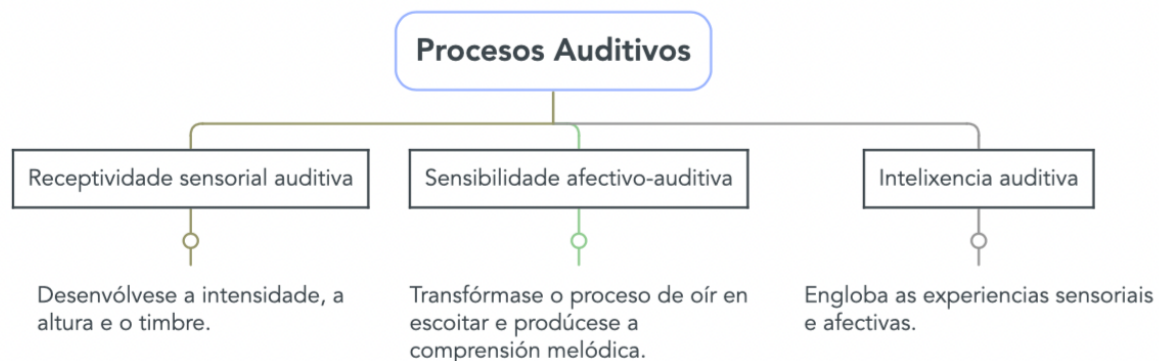 Procesos Auditivos
Receptividade sensorial auditiva
Sensibilidade afectivo-auditiva
Intelixencia auditiva
Desenvólvese a intensidade, a
altura e o timbre.
Transfórmase o proceso de oír en
escoitar e prodúcese a
comprensión melódica.
Engloba as experiencias sensoriais
e afectivas.